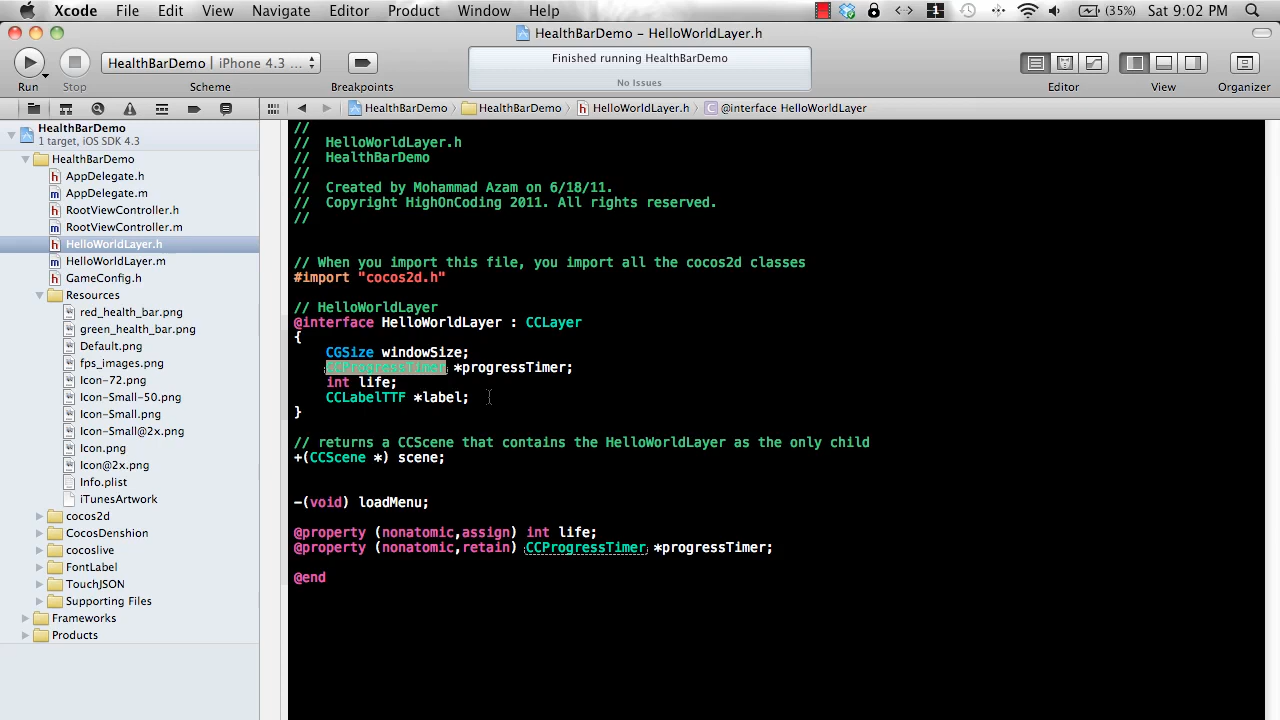 Xcode File Edit View Navigate Editor Product Window Help 1 (35%) Sat 9:02 PM
HealthBarDemo – HelloWorldLayer.h
HealthBarDemo iPhone 4.3 ...
Finished running HealthBarDemo
No Issues
Run Stop Scheme Breakpoints Editor View Organizer
HealthBarDemo HealthBarDemo HelloWorldLayer.h C @interface HelloWorldLayer
HealthBarDemo
1 target, iOS SDK 4.3
HealthBarDemo
h AppDelegate.h
m AppDelegate.m
h RootViewController.h
m RootViewController.m
h HelloWorldLayer.h
m HelloWorldLayer.m
h GameConfig.h
Resources
red_health_bar.png
green_health_bar.png
Default.png
fps_images.png
Icon-72.png
Icon-Small-50.png
Icon-Small.png
Icon-Small@2x.png
Icon.png
Icon@2x.png
Info.plist
iTunesArtwork
cocos2d
CocosDenshion
cocoslive
FontLabel
TouchJSON
Supporting Files
Frameworks
Products
//
// HelloWorldLayer.h
// HealthBarDemo
//
// Created by Mohammad Azam on 6/18/11.
// Copyright HighOnCoding 2011. All rights reserved.
//
// When you import this file, you import all the cocos2d classes
#import "cocos2d.h"
// HelloWorldLayer
@interface HelloWorldLayer : CCLayer
{
CGSize windowSize;
CCProgressTimer *progressTimer;
int life;
CCLabelTTF *label;
}
// returns a CCScene that contains the HelloWorldLayer as the only child
+(CCScene *) scene;
-(void) loadMenu;
@property (nonatomic,assign) int life;
@property (nonatomic,retain) CCProgressTimer *progressTimer;
@end